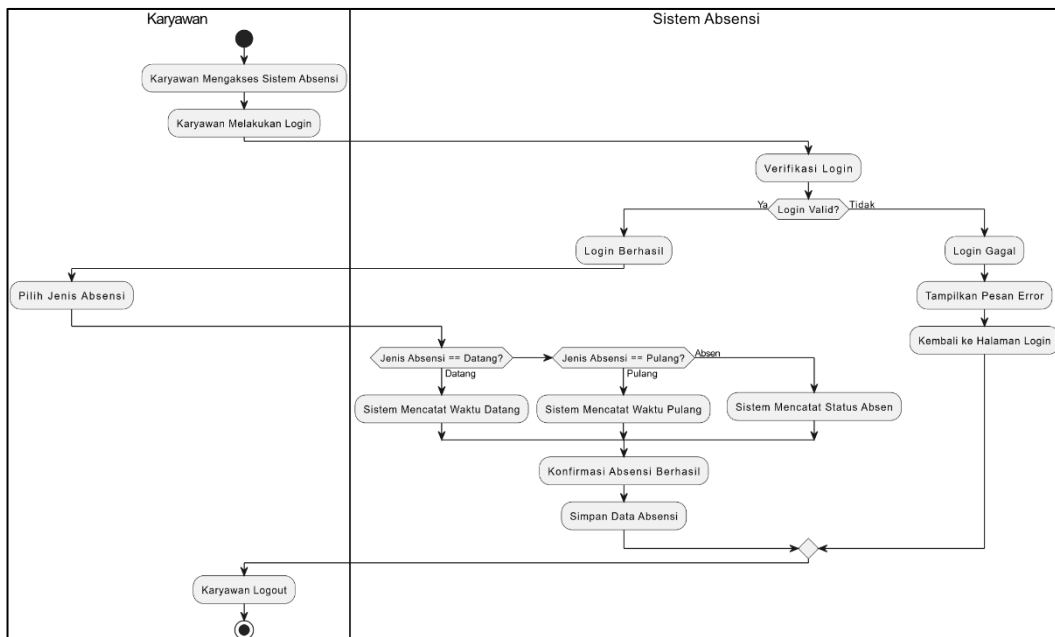 Karyawan
Sistem Absensi
Karyawan Mengakses Sistem Absensi
Karyawan Melakukan Login
Verifikasi Login
Ya
Login Valid?
Tidak
Login Berhasil
Login Gagal
Pilih Jenis Absensi
Tampilkan Pesan Error
Kembali ke Halaman Login
Jenis Absensi == Datang?
Jenis Absensi == Pulang?
Absen
Datang
Pulang
Sistem Mencatat Waktu Datang
Sistem Mencatat Waktu Pulang
Sistem Mencatat Status Absen
Konfirmasi Absensi Berhasil
Simpan Data Absensi
Karyawan Logout